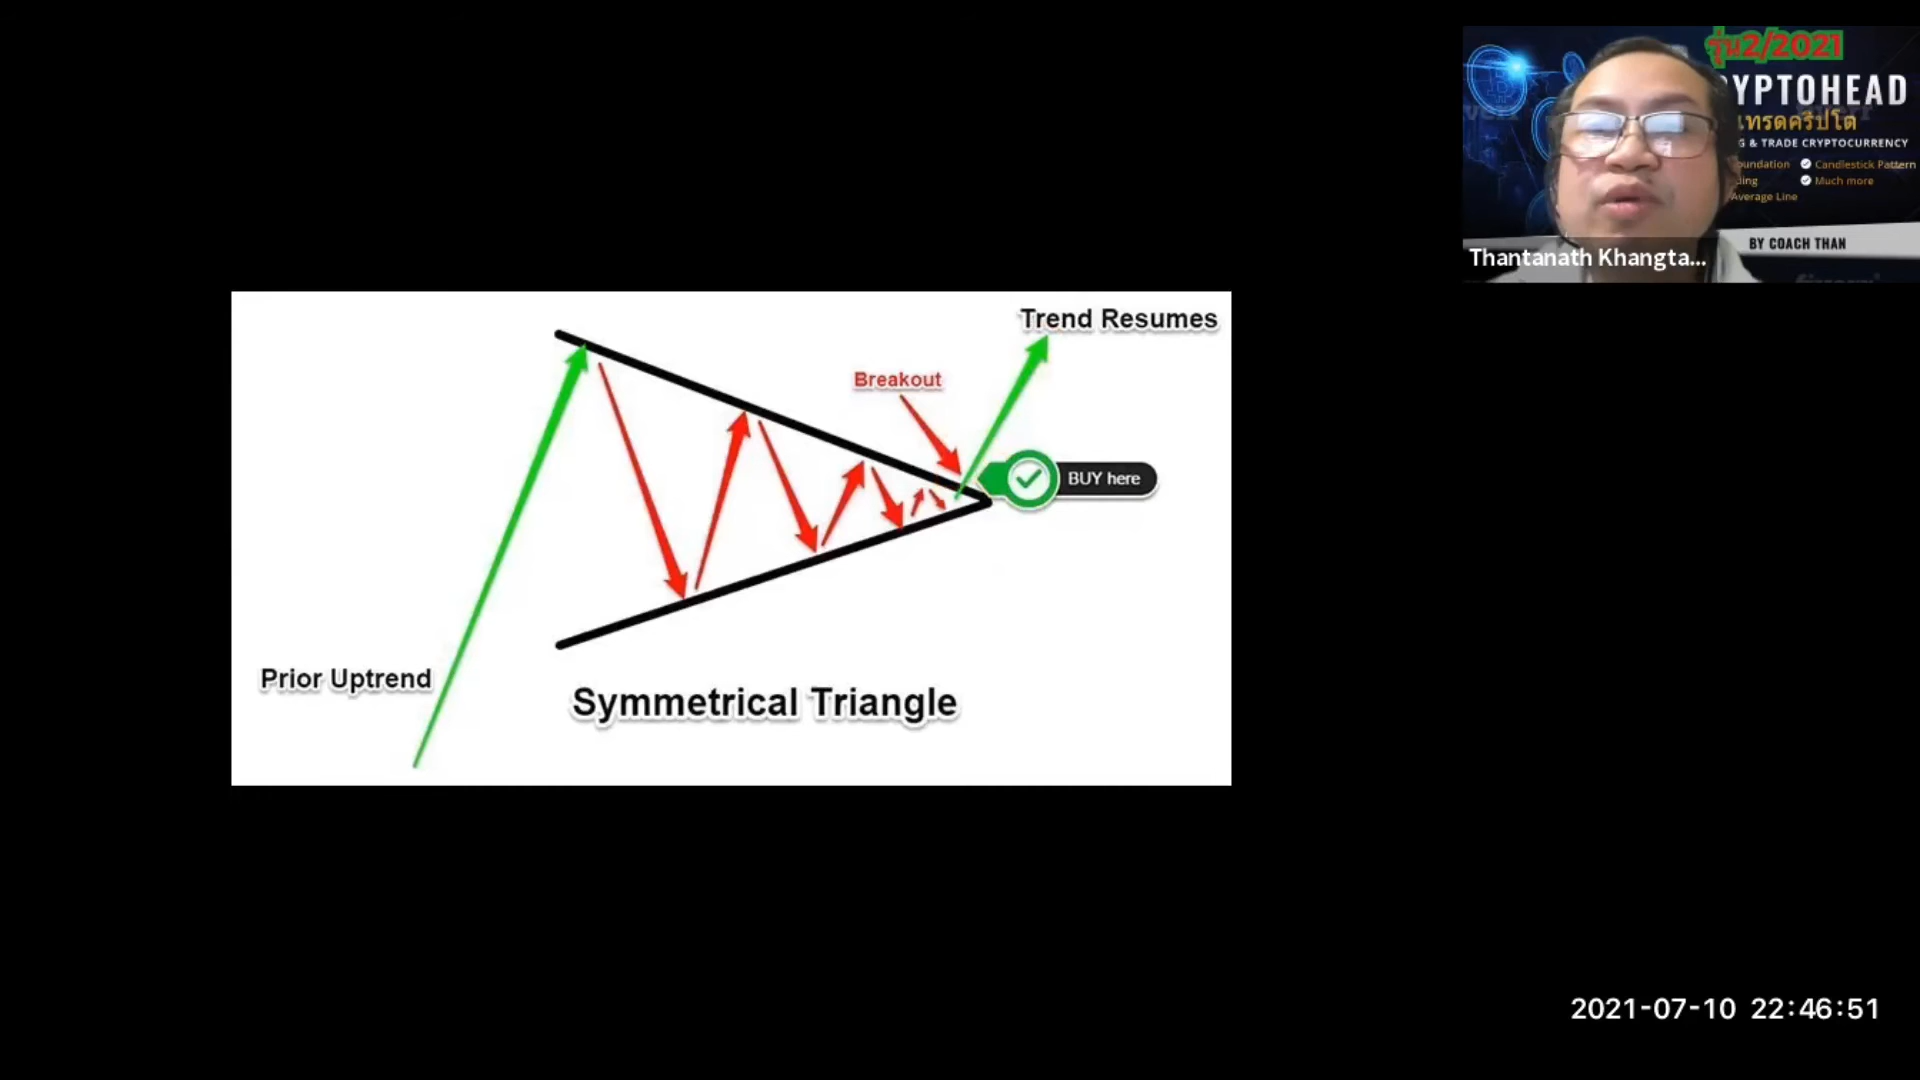 รุ่น2/2021
YPTOHEAD
เทรดคริปโต
G & TRADE CRYPTOCURRENCY
oundation
Candlestick Pattern
ding
Much more
Average Line
BY COACH THAN
Thantanath Khangta...
Trend Resumes
Breakout
BUY here
Prior Uptrend
Symmetrical Triangle
2021-07-10 22:46:51